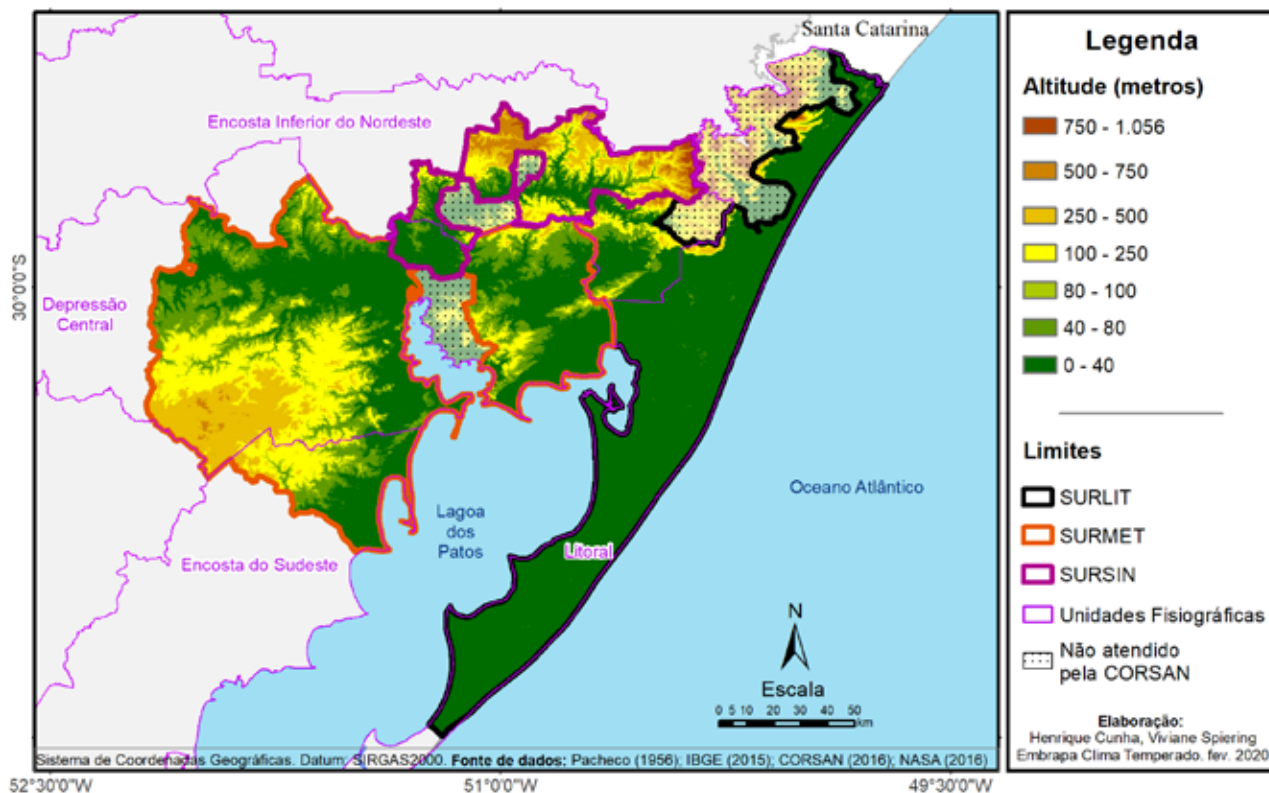 Santa Catarina
Encosta Inferior do Nordeste
Depressão
Central
30°0'0"S
Oceano Atlântico
Lagoa
dos
Patos
Litoral
Encosta do Sudeste
N
Escala
0 5 10 20 30 40 50
km
Sistema de Coordenadas Geográficas. Datum: SIRGAS2000. Fonte de dados: Pacheco (1956); IBGE (2015); CORSAN (2016); NASA (2016)
52°30'0"W
51°0'0"W
49°30'0"W
Legenda
Altitude (metros)
750 - 1.056
500 - 750
250 - 500
100 - 250
80 - 100
40 - 80
0 - 40
Limites
SURLIT
SURMET
SURSIN
Unidades Fisiográficas
Não atendido
pela CORSAN
Elaboração:
Henrique Cunha, Viviane Spiering
Embrapa Clima Temperado. fev. 2020